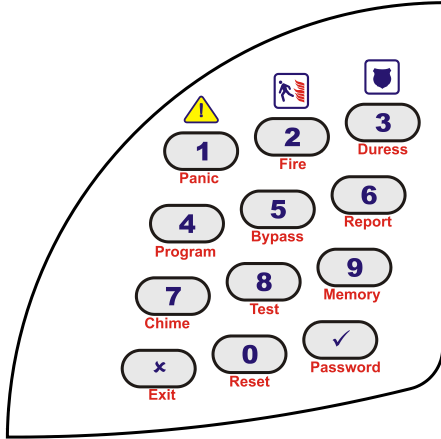 1 2 3
Panic Fire Duress
4 5 6
Program Bypass Report
7 8 9
Chime Test Memory
× 0 ✓
Exit Reset Password